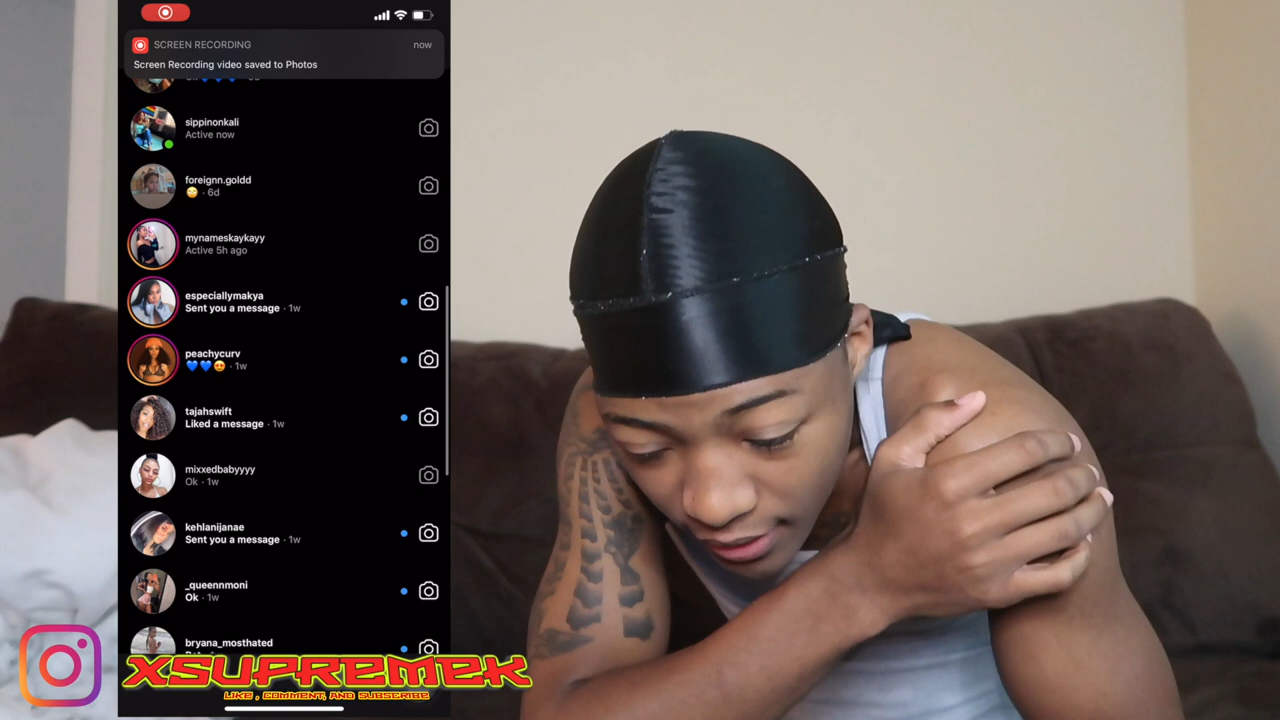 SCREEN RECORDING
now
Screen Recording video saved to Photos
sippinonkali
Active now
foreignn.goldd
🙄 · 6d
mynameskaykayy
Active 5h ago
especiallymakya
Sent you a message · 1w
peachycurv
💙💙😍 · 1w
tajahswift
Liked a message · 1w
mixxedbabyyyy
Ok · 1w
kehlanijanae
Sent you a message · 1w
_queennmoni
Ok · 1w
bryana_mosthated
XSUPREMEK
LIKE , COMMENT, AND SUBSCRIBE